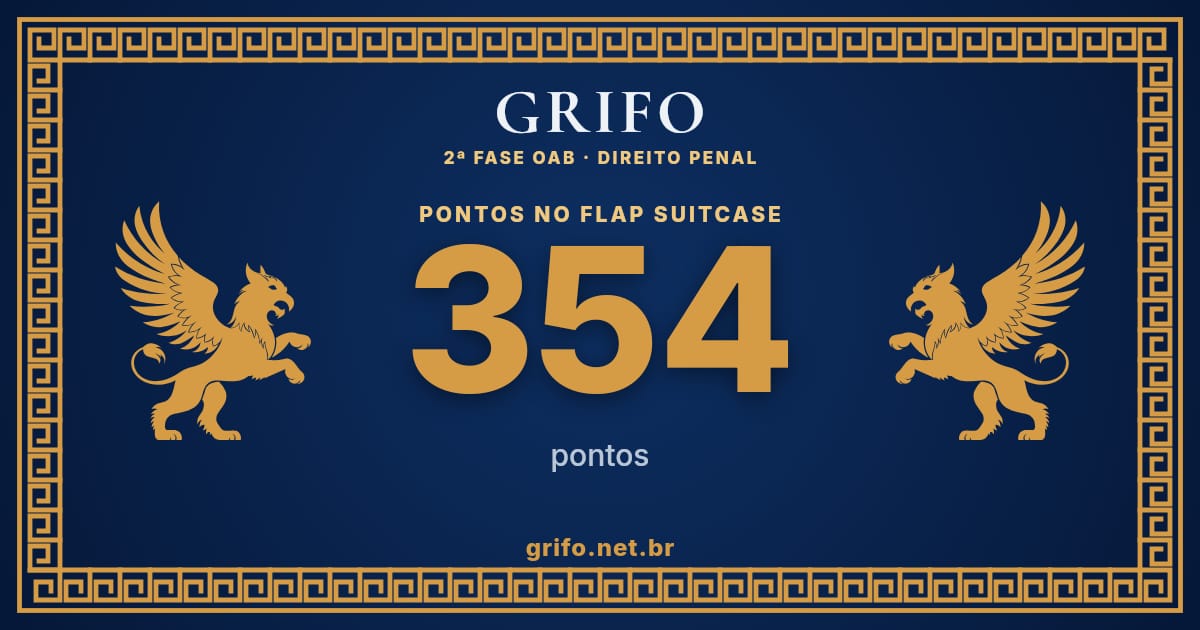 GRIFO
2ª FASE OAB · DIREITO PENAL
PONTOS NO FLAP SUITCASE
354
pontos
grifo.net.br